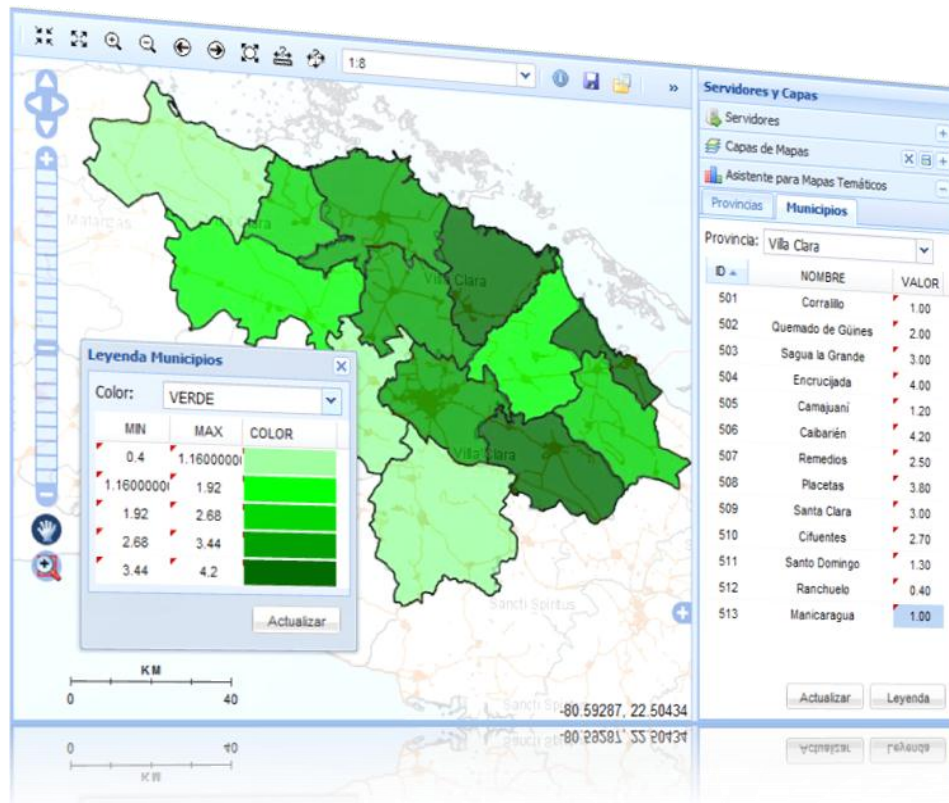 1:8
»
Servidores y Capas
Servidores
Capas de Mapas
Asistente para Mapas Temáticos
Provincias Municipios
Provincia: Villa Clara
ID NOMBRE VALOR
501 Corralillo 1.00
502 Quemado de Güines 2.00
503 Sagua la Grande 3.00
504 Encrucijada 4.00
505 Camajuaní 1.20
506 Caibarién 4.20
507 Remedios 2.50
508 Placetas 3.80
509 Santa Clara 3.00
510 Cifuentes 2.70
511 Santo Domingo 1.30
512 Ranchuelo 0.40
513 Manicaragua 1.00
Actualizar Leyenda
Matanzas
Villa Clara
Villa Clara
Villa Clara
Sancti Spíritus
Leyenda Municipios
Color: VERDE
MIN MAX COLOR
0.4 1.1600000
1.1600000 1.92
1.92 2.68
2.68 3.44
3.44 4.2
Actualizar
KM
0 40
-80.59287, 22.50434